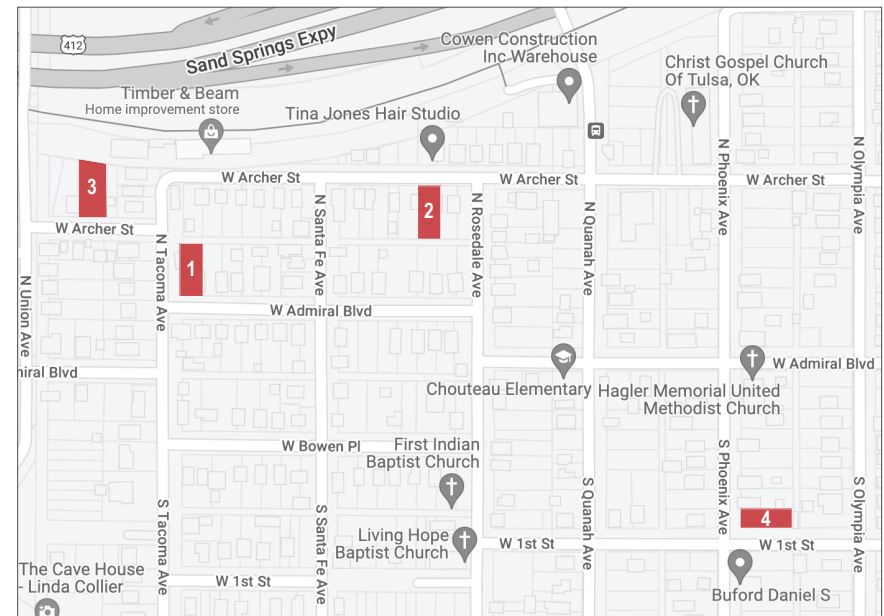 412
Sand Springs Expy
Cowen Construction
Inc Warehouse
Christ Gospel Church
Of Tulsa, OK
Timber & Beam
Home improvement store
Tina Jones Hair Studio
W Archer St
W Archer St
W Archer St
W Archer St
N Phoenix Ave
N Olympia Ave
3
2
1
N Santa Fe Ave
N Rosedale Ave
N Quanah Ave
N Tacoma Ave
N Union Ave
W Admiral Blvd
miral Blvd
W Admiral Blvd
Chouteau Elementary
Hagler Memorial United
Methodist Church
W Bowen Pl
First Indian
Baptist Church
S Phoenix Ave
S Quanah Ave
S Olympia Ave
S Tacoma Ave
S Santa Fe Ave
4
Living Hope
Baptist Church
W 1st St
W 1st St
W 1st St
The Cave House
- Linda Collier
Buford Daniel S